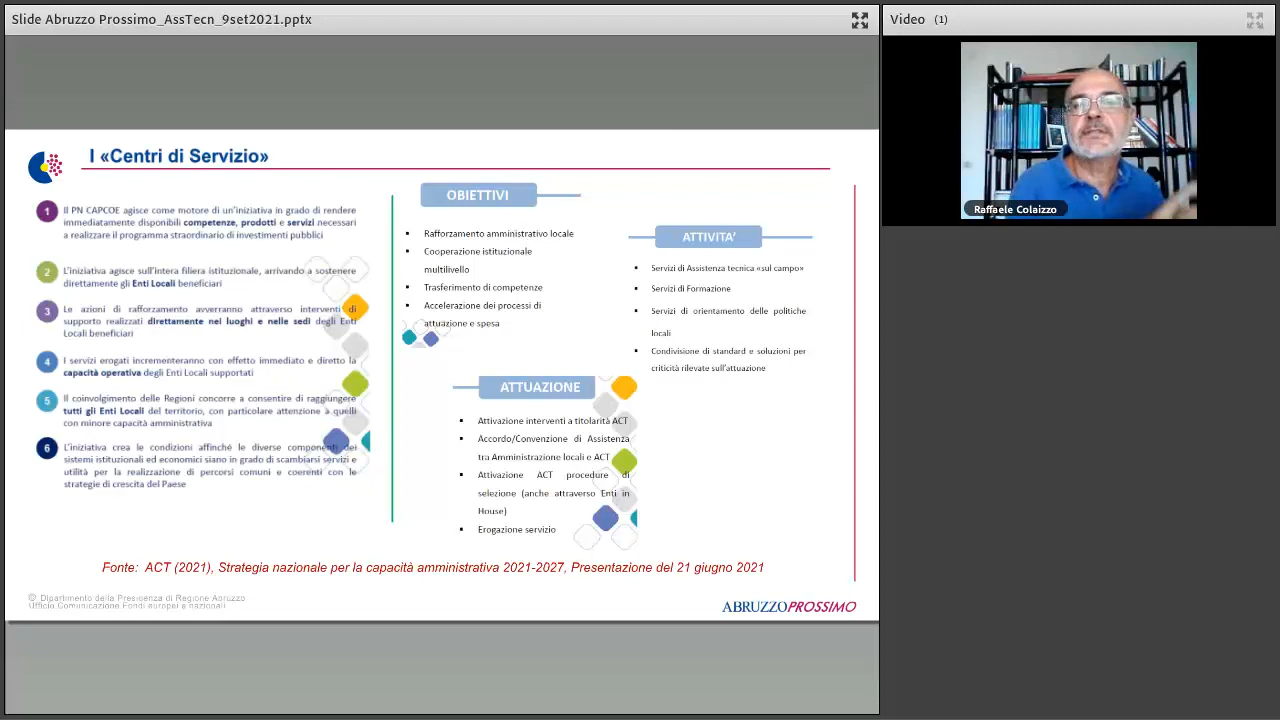 Slide Abruzzo Prossimo_AssTecn_9set2021.pptx
Video (1)
Raffaele Colaizzo
I «Centri di Servizio»
1
Il PN CAPCOE agisce come motore di un'iniziativa in grado di rendere
immediatamente disponibili competenze, prodotti e servizi necessari
a realizzare il programma straordinario di investimenti pubblici
2
L'iniziativa agisce sull'intera filiera istituzionale, arrivando a sostenere
direttamente gli Enti Locali beneficiari
3
Le azioni di rafforzamento avverranno attraverso interventi di
supporto realizzati direttamente nei luoghi e nelle sedi degli Enti
Locali beneficiari
4
I servizi erogati incrementeranno con effetto immediato e diretto la
capacità operativa degli Enti Locali supportati
5
Il coinvolgimento delle Regioni concorre a consentire di raggiungere
tutti gli Enti Locali del territorio, con particolare attenzione a quelli
con minore capacità amministrativa
6
L'iniziativa crea le condizioni affinché le diverse componenti dei
sistemi istituzionali ed economici siano in grado di scambiarsi servizi e
utilità per la realizzazione di percorsi comuni e coerenti con le
strategie di crescita del Paese
OBIETTIVI
▪ Rafforzamento amministrativo locale
▪ Cooperazione istituzionale
multilivello
▪ Trasferimento di competenze
▪ Accelerazione dei processi di
attuazione e spesa
ATTIVITA'
▪ Servizi di Assistenza tecnica «sul campo»
▪ Servizi di Formazione
▪ Servizi di orientamento delle politiche
locali
▪ Condivisione di standard e soluzioni per
criticità rilevate sull'attuazione
ATTUAZIONE
▪ Attivazione interventi a titolarità ACT
▪ Accordo/Convenzione di Assistenza
tra Amministrazione locali e ACT
▪ Attivazione ACT procedure di
selezione (anche attraverso Enti in
House)
▪ Erogazione servizio
Fonte: ACT (2021), Strategia nazionale per la capacità amministrativa 2021-2027, Presentazione del 21 giugno 2021
© Dipartimento della Presidenza di Regione Abruzzo
Ufficio Comunicazione Fondi europei e nazionali
ABRUZZOPROSSIMO